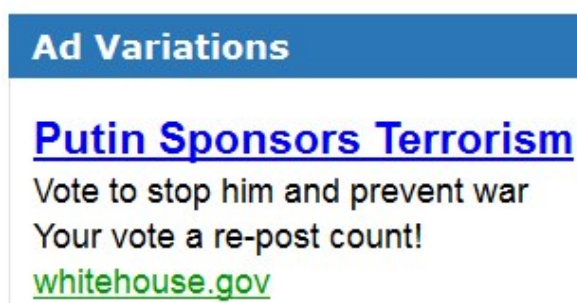 Ad Variations
Putin Sponsors Terrorism
Vote to stop him and prevent war
Your vote a re-post count!
whitehouse.gov